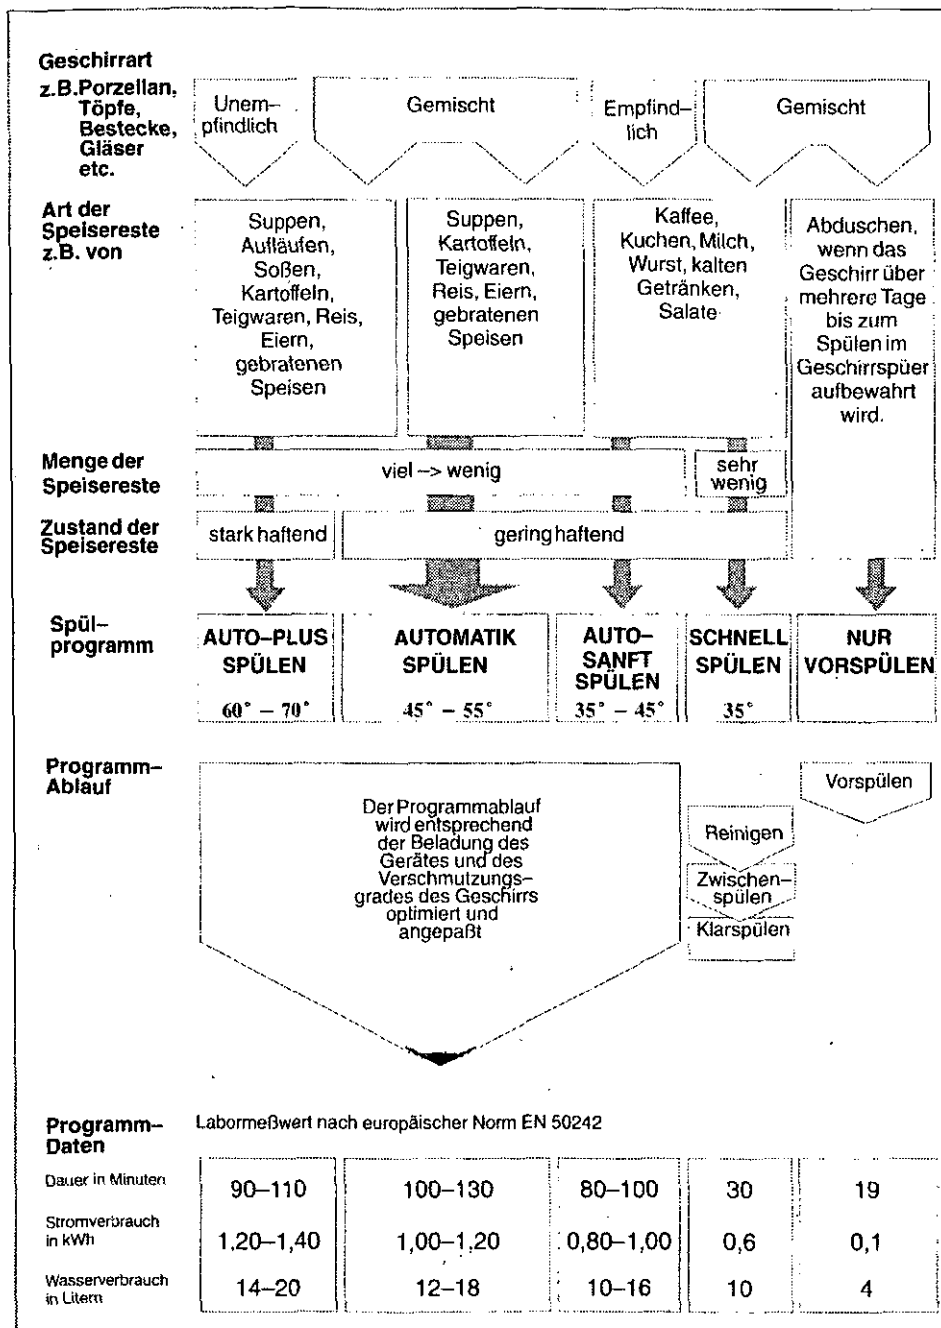 Geschirrart
z.B.Porzellan,
Töpfe,
Bestecke,
Gläser
etc.
Unem–
pfindlich
Gemischt
Empfind–
lich
Gemischt
Art der
Speisereste
z.B. von
Suppen,
Aufläufen,
Soßen,
Kartoffeln,
Teigwaren, Reis,
Eiern,
gebratenen
Speisen
Suppen,
Kartoffeln,
Teigwaren,
Reis, Eiern,
gebratenen
Speisen
Kaffee,
Kuchen, Milch,
Wurst, kalten
Getränken,
Salate
Abduschen,
wenn das
Geschirr über
mehrere Tage
bis zum
Spülen im
Geschirrspüer
aufbewahrt
wird.
Menge der
Speisereste
viel –> wenig
sehr
wenig
Zustand der
Speisereste
stark haftend
gering haftend
Spül–
programm
AUTO–PLUS
SPÜLEN
60° – 70°
AUTOMATIK
SPÜLEN
45° – 55°
AUTO–
SANFT
SPÜLEN
35° – 45°
SCHNELL
SPÜLEN
35°
NUR
VORSPÜLEN
Programm–
Ablauf
Der Programmablauf
wird entsprechend
der Beladung des
Gerätes und des
Verschmutzungs–
grades des Geschirrs
optimiert und
angepaßt
Reinigen
Zwischen–
spülen
Klarspülen
Vorspülen
Programm–
Daten
Labormeßwert nach europäischer Norm EN 50242
Dauer in Minuten
90–110
100–130
80–100
30
19
Stromverbrauch
in kWh
1,20–1,40
1,00–1,20
0,80–1,00
0,6
0,1
Wasserverbrauch
in Litern
14–20
12–18
10–16
10
4